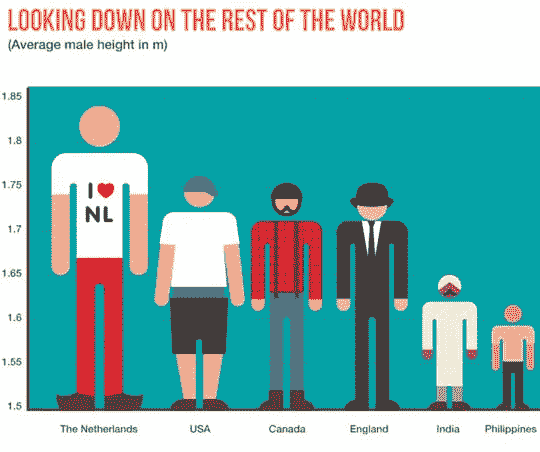 LOOKING DOWN ON THE REST OF THE WORLD
(Average male height in m)
1.85
1.8
1.75
1.7
1.65
1.6
1.55
1.5
I ❤
NL
The Netherlands USA Canada England India Philippines